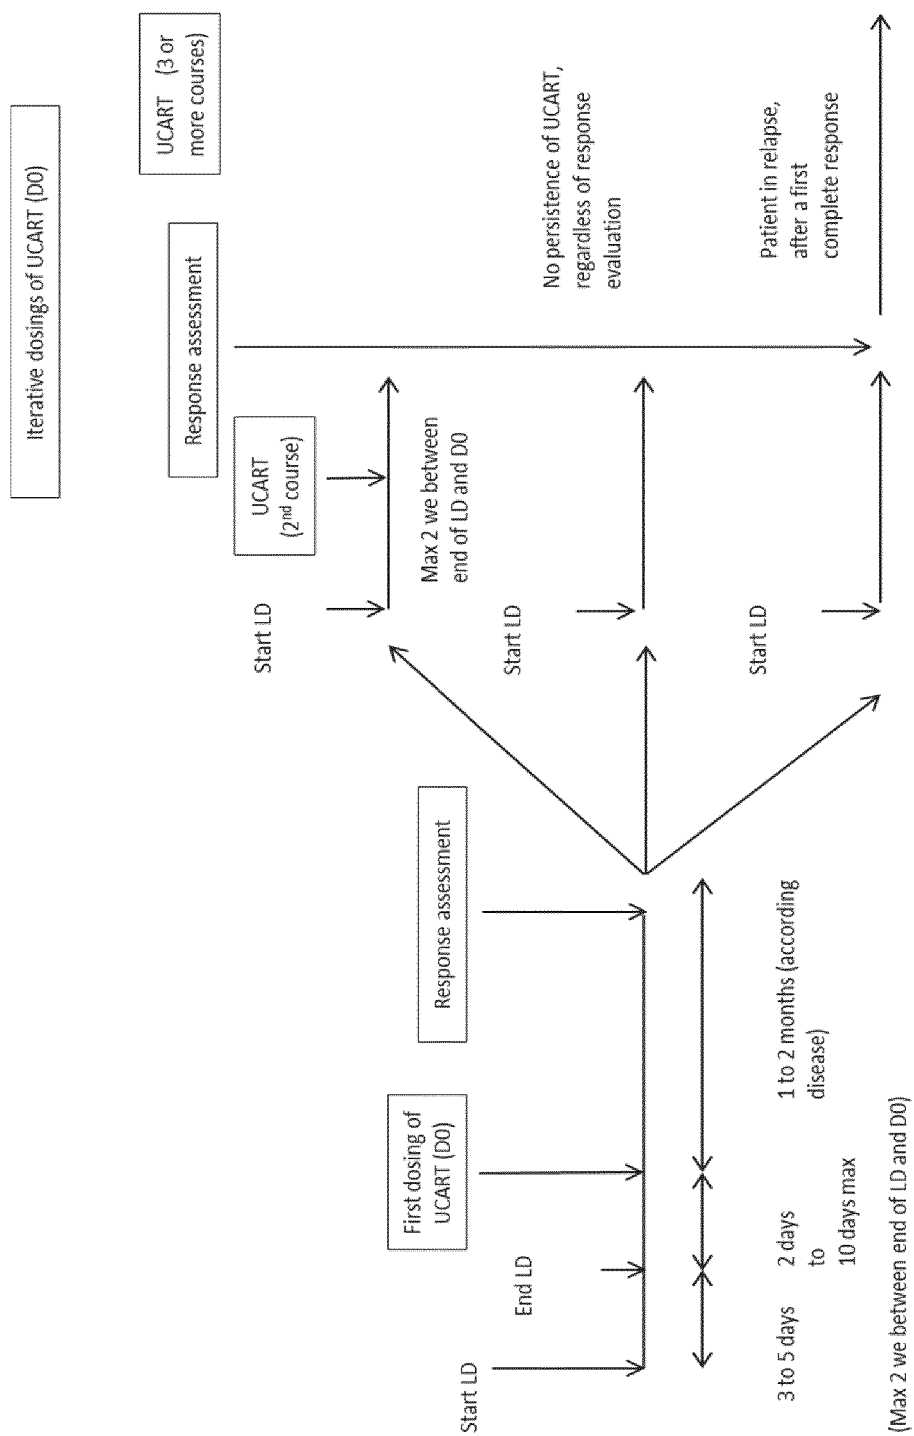 Iterative dosings of UCART (D0)
UCART (3 or
more courses)
Response assessment
UCART
(2nd course)
Start LD
Max 2 we between
end of LD and D0
Start LD
No persistence of UCART,
regardless of response
evaluation
Start LD
Patient in relapse,
after a first
complete response
Response assessment
First dosing of
UCART (D0)
End LD
Start LD
3 to 5 days
2 days
to
10 days max
1 to 2 months (according
disease)
(Max 2 we between end of LD and D0)